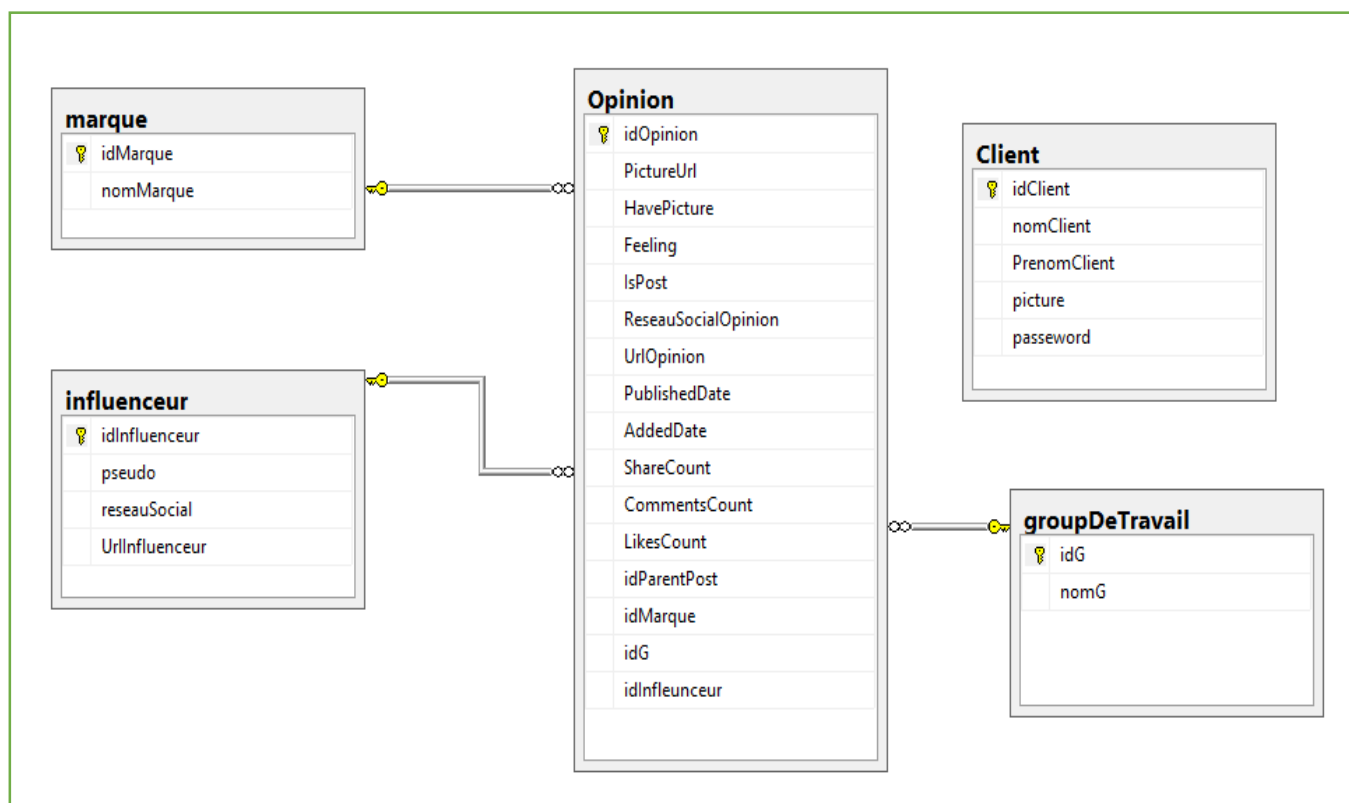 marque
idMarque
nomMarque
influenceur
idInfluenceur
pseudo
reseauSocial
UrlInfluenceur
Opinion
idOpinion
PictureUrl
HavePicture
Feeling
IsPost
ReseauSocialOpinion
UrlOpinion
PublishedDate
AddedDate
ShareCount
CommentsCount
LikesCount
idParentPost
idMarque
idG
idInfleunceur
Client
idClient
nomClient
PrenomClient
picture
passeword
groupDeTravail
idG
nomG